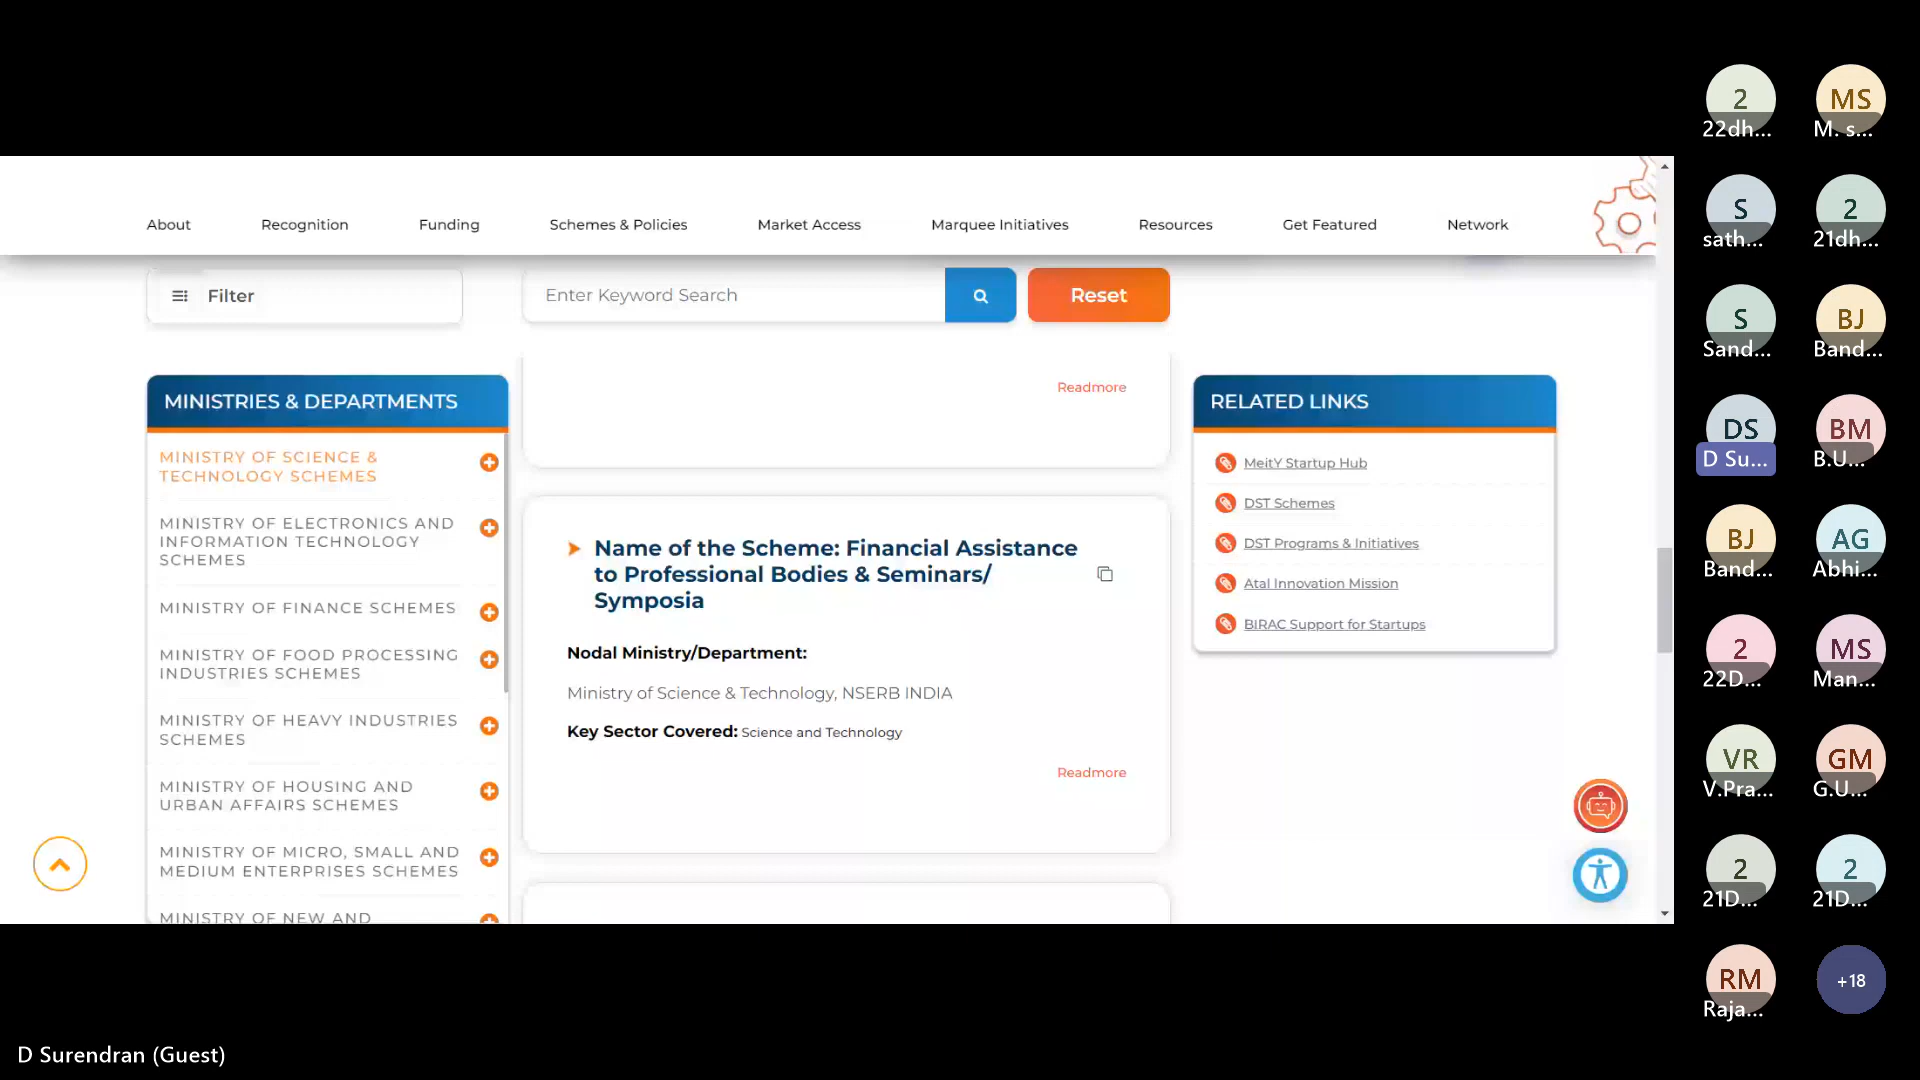 About Recognition Funding Schemes & Policies Market Access Marquee Initiatives Resources Get Featured Network
Filter
Enter Keyword Search
Reset
MINISTRIES & DEPARTMENTS
MINISTRY OF SCIENCE &
TECHNOLOGY SCHEMES
MINISTRY OF ELECTRONICS AND
INFORMATION TECHNOLOGY
SCHEMES
MINISTRY OF FINANCE SCHEMES
MINISTRY OF FOOD PROCESSING
INDUSTRIES SCHEMES
MINISTRY OF HEAVY INDUSTRIES
SCHEMES
MINISTRY OF HOUSING AND
URBAN AFFAIRS SCHEMES
MINISTRY OF MICRO, SMALL AND
MEDIUM ENTERPRISES SCHEMES
MINISTRY OF NEW AND
Readmore
Name of the Scheme: Financial Assistance
to Professional Bodies & Seminars/
Symposia
Nodal Ministry/Department:
Ministry of Science & Technology, NSERB INDIA
Key Sector Covered: Science and Technology
Readmore
RELATED LINKS
MeitY Startup Hub
DST Schemes
DST Programs & Initiatives
Atal Innovation Mission
BIRAC Support for Startups
2 MS
22dh... M. s...
S 2
sath... 21dh...
S BJ
Sand... Band...
DS BM
D Su... B.U...
BJ AG
Band... Abhi...
2 MS
22D... Man...
VR GM
V.Pra... G.U...
2 2
21D... 21D...
RM +18
Raja...
D Surendran (Guest)